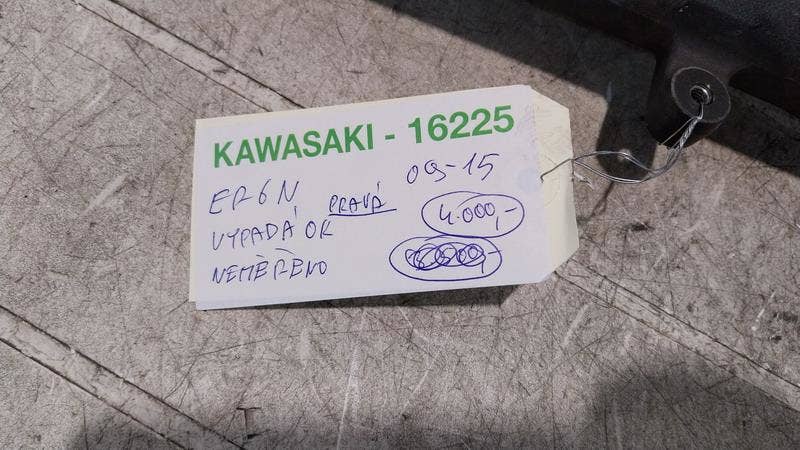 KAWASAKI - 16225
ER6N 09-15
PRAVÁ 4.000,-
VYPADÁ OK
NEMĚŘENO